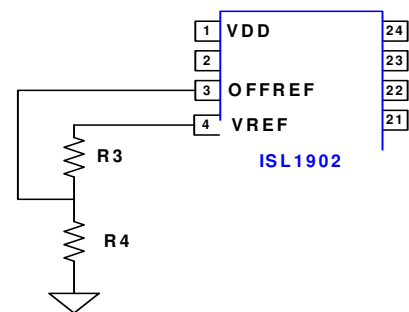 1 VDD 24
2 23
3 OFFREF 22
4 VREF 21
R3
ISL1902
R4